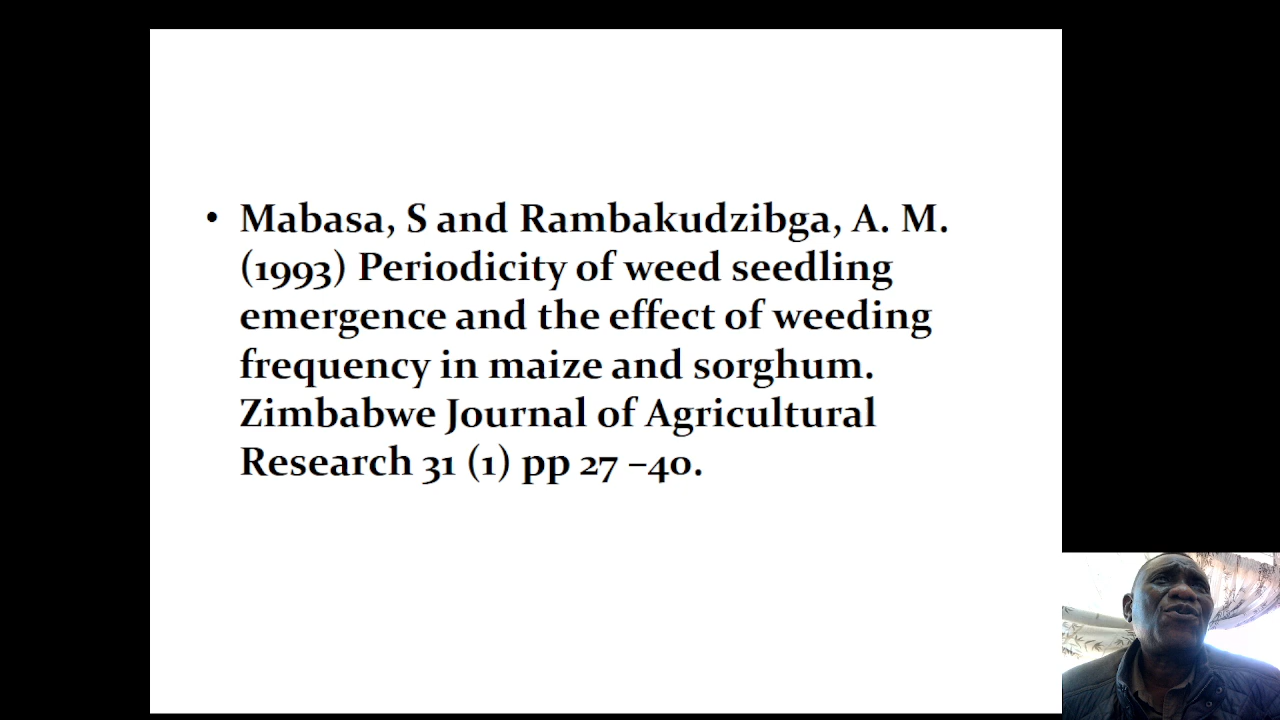 • Mabasa, S and Rambakudzibga, A. M.
(1993) Periodicity of weed seedling
emergence and the effect of weeding
frequency in maize and sorghum.
Zimbabwe Journal of Agricultural
Research 31 (1) pp 27 –40.